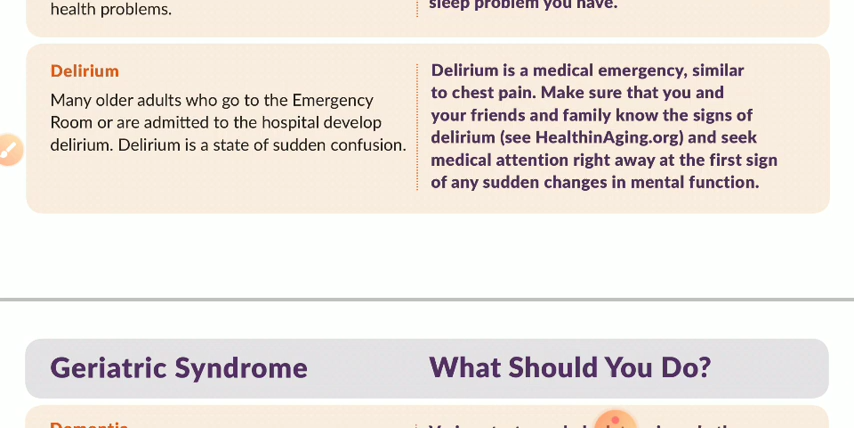 health problems.
sleep problem you have.
Delirium
Many older adults who go to the Emergency
Room or are admitted to the hospital develop
delirium. Delirium is a state of sudden confusion.
Delirium is a medical emergency, similar
to chest pain. Make sure that you and
your friends and family know the signs of
delirium (see HealthinAging.org) and seek
medical attention right away at the first sign
of any sudden changes in mental function.
Geriatric Syndrome
What Should You Do?
Dementia